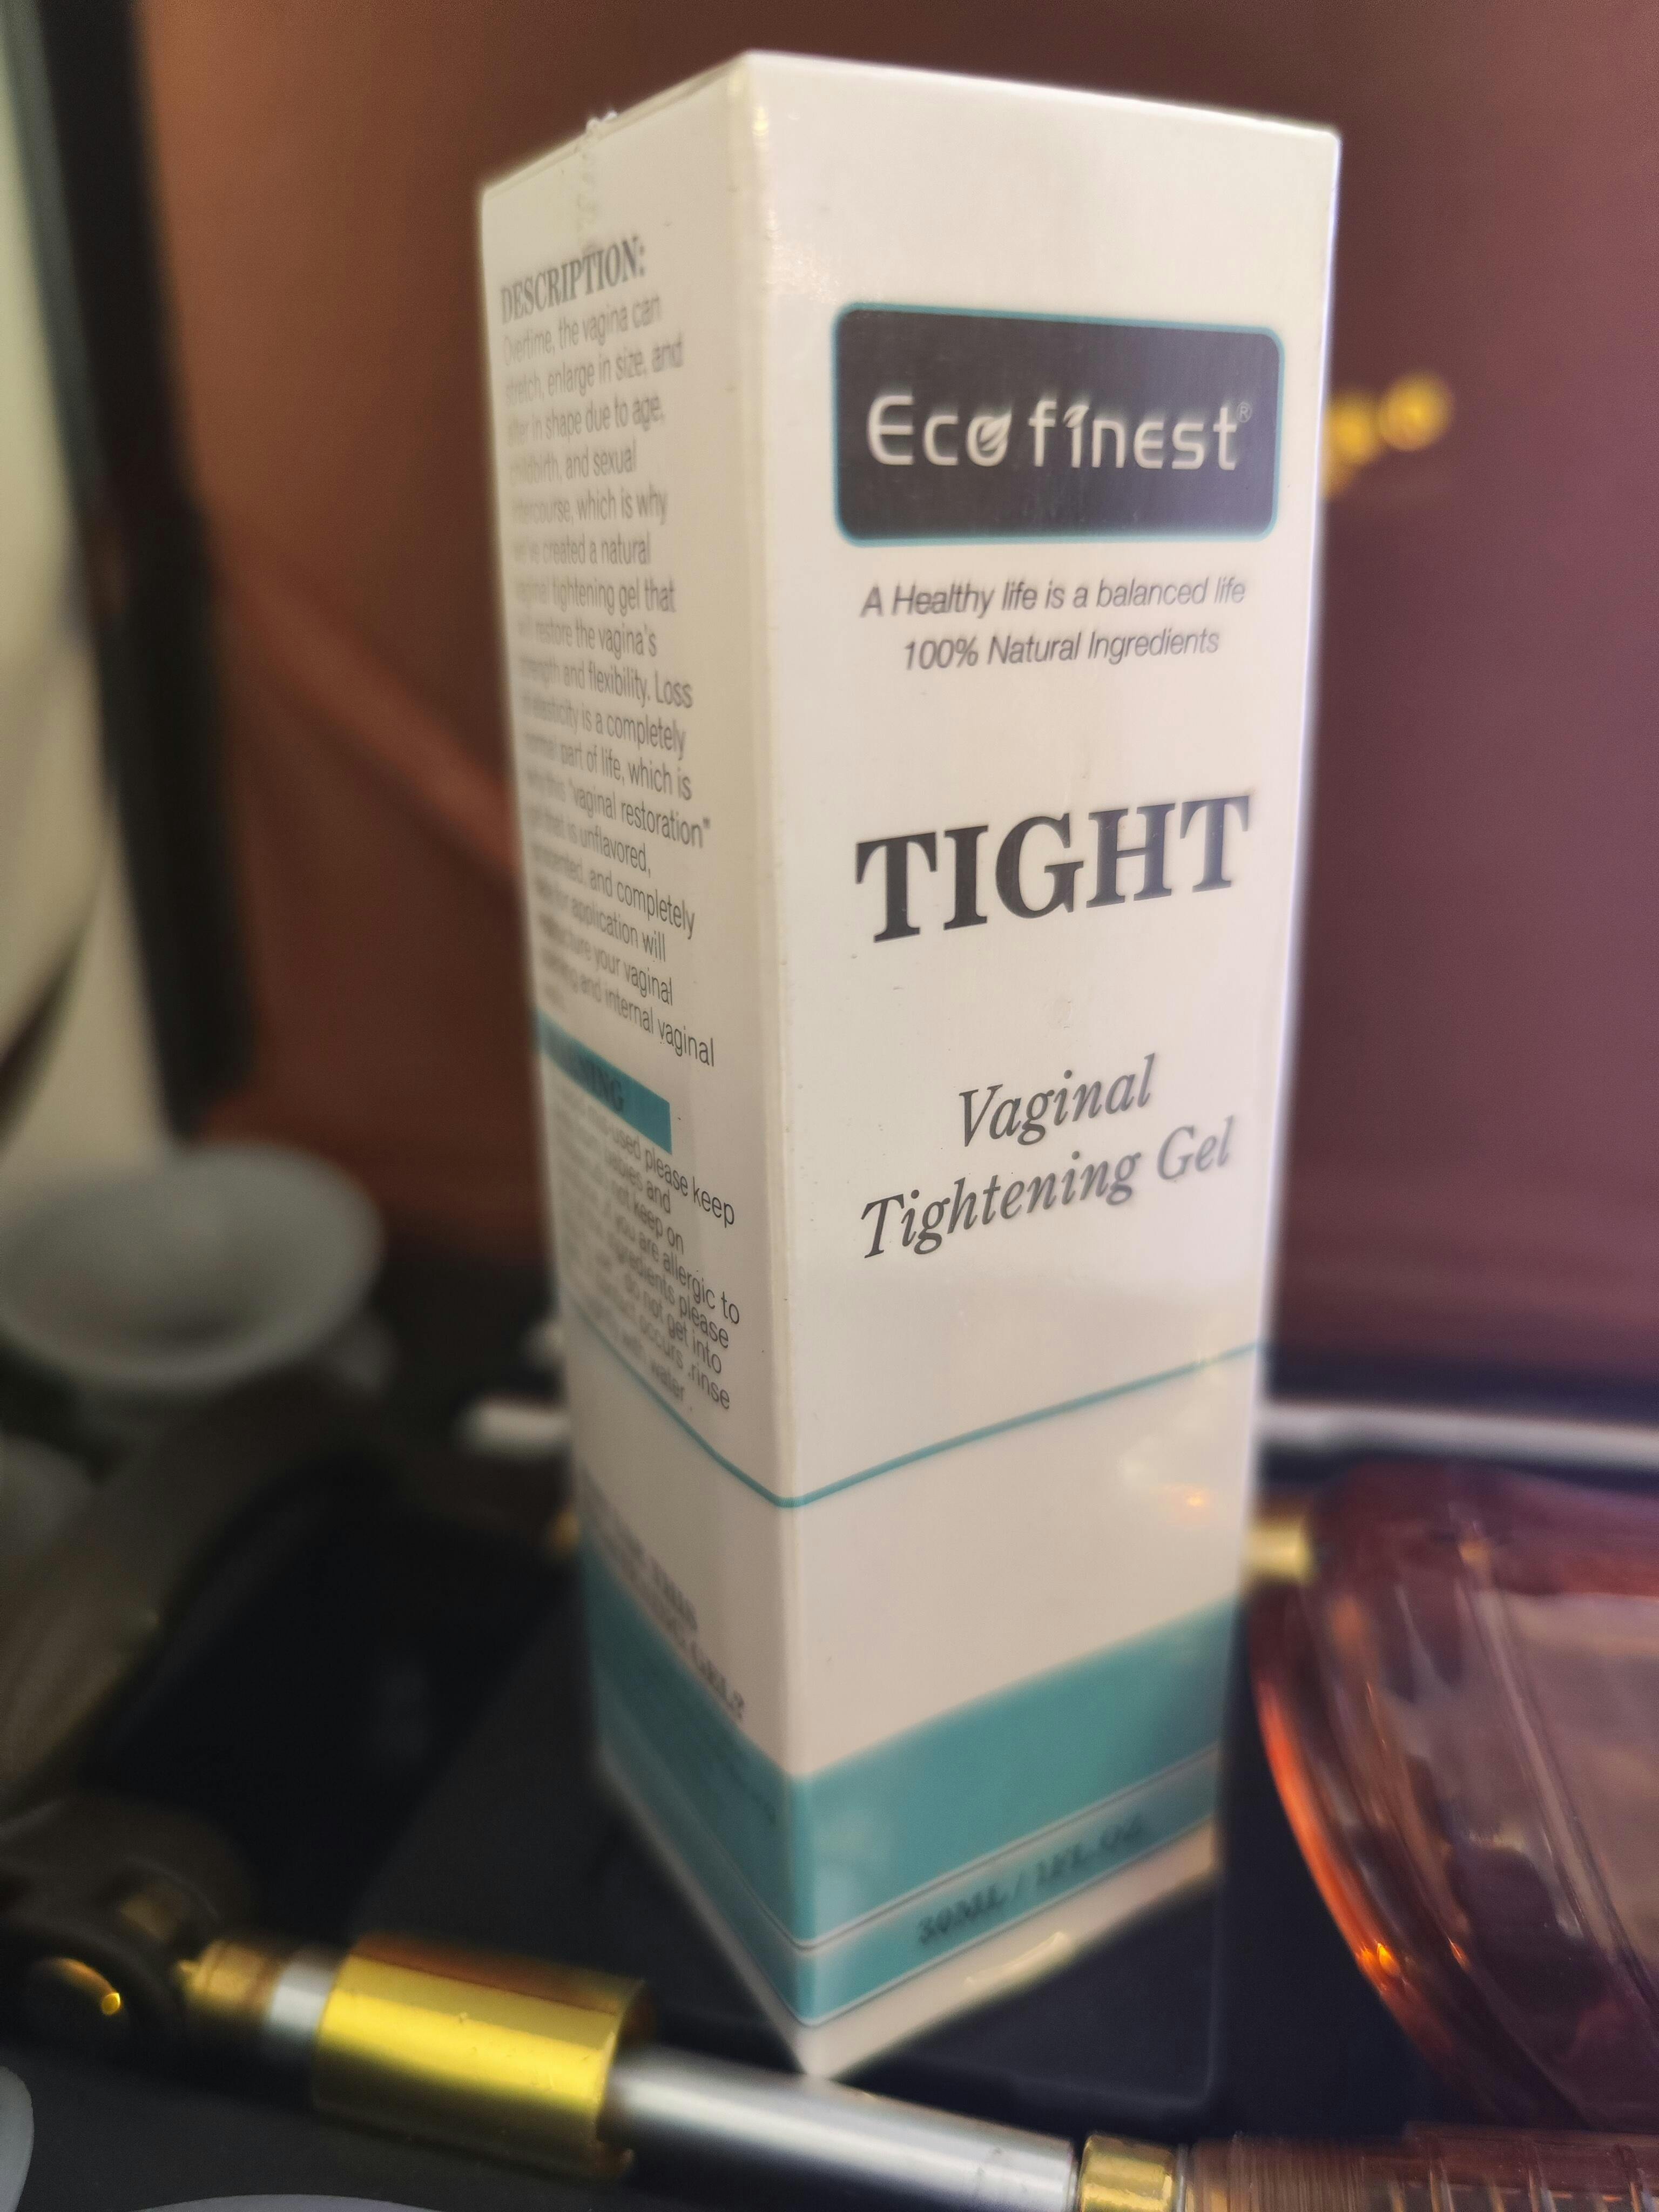 Ecofinest®
A Healthy life is a balanced life
100% Natural Ingredients
TIGHT
Vaginal
Tightening Gel
30ML / 1FL.OZ
DESCRIPTION:
Overtime, the vagina can
stretch, enlarge in size, and
alter in shape due to age,
childbirth, and sexual
intercourse, which is why
we've created a natural
vaginal tightening gel that
will restore the vagina's
strength and flexibility. Loss
of elasticity is a completely
normal part of life, which is
why this "vaginal restoration"
gel that is unflavored,
and completely
application will
your vaginal
and internal vaginal
please keep
babies and
not keep on
if you are allergic to
ingredients please
do not get into
occurs ,rinse
with water .